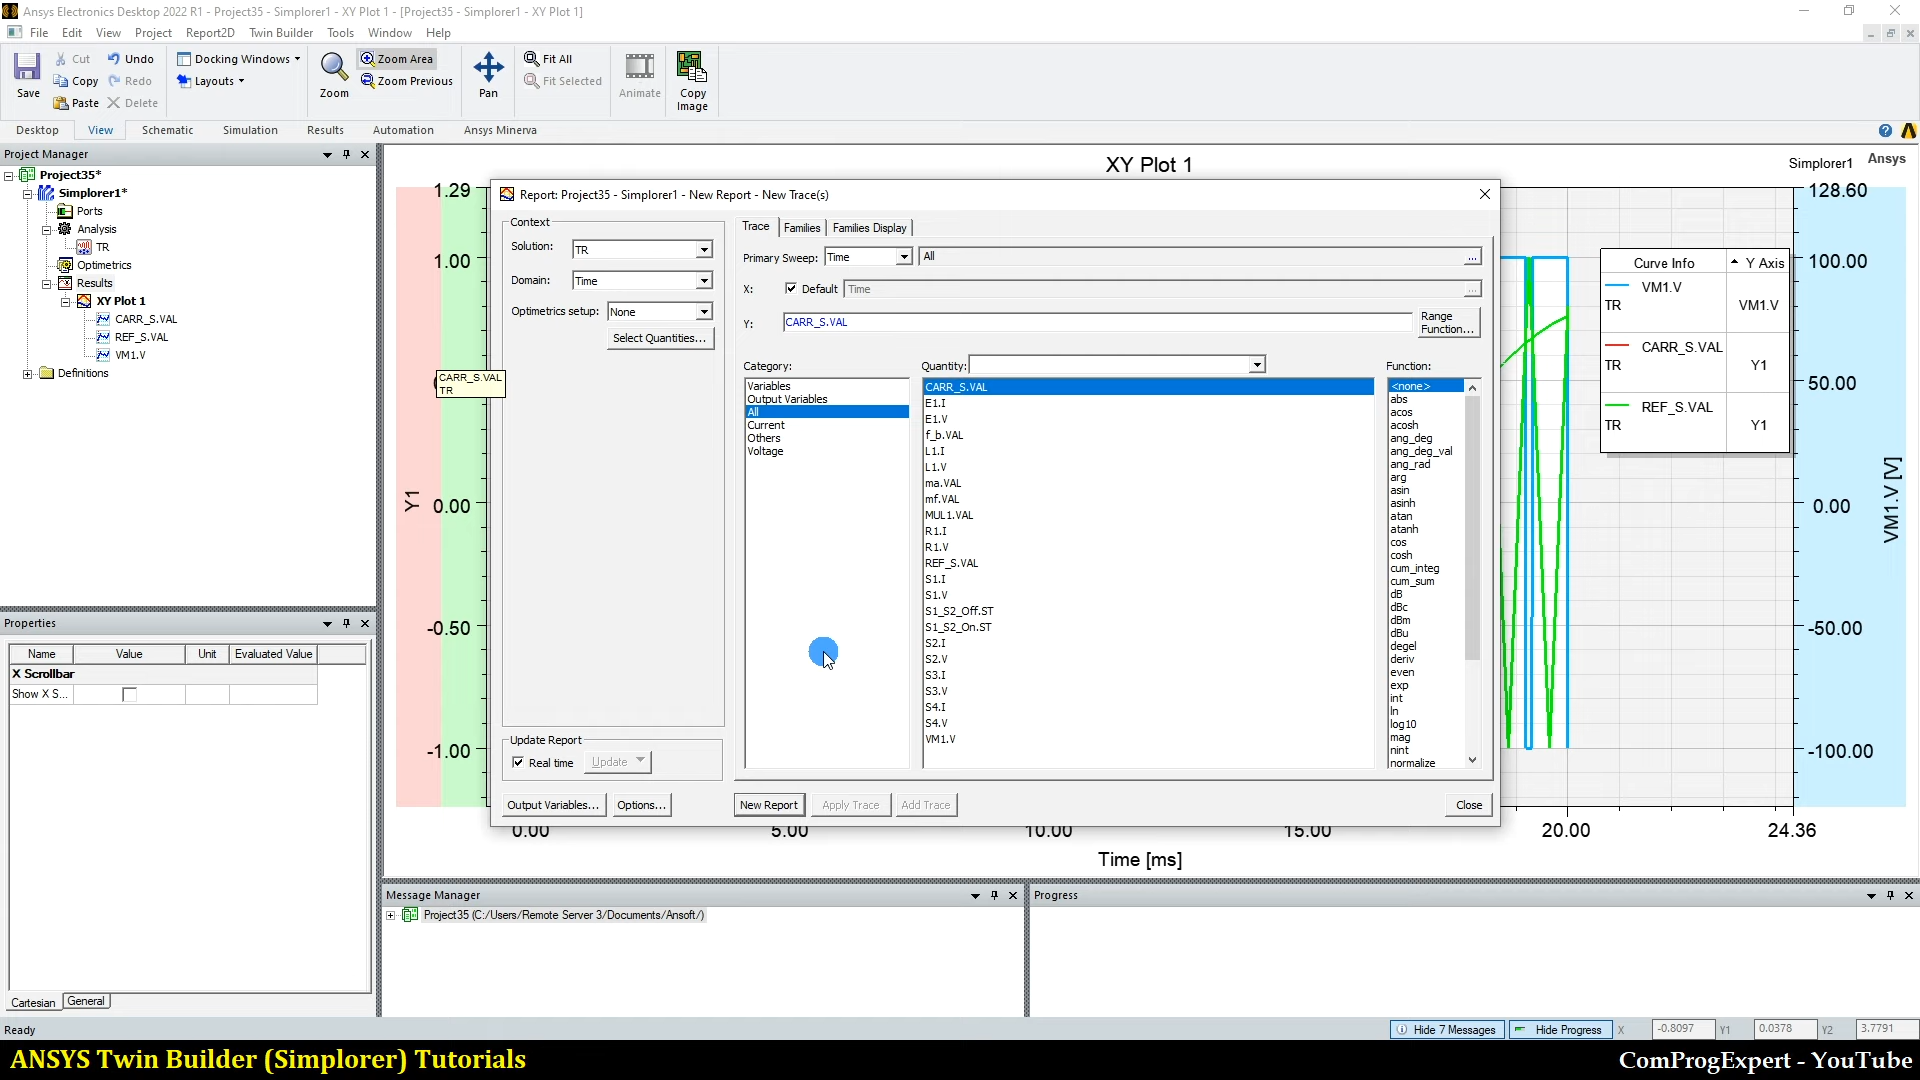 Ansys Electronics Desktop 2022 R1 - Project35 - Simplorer1 - XY Plot 1 - [Project35 - Simplorer1 - XY Plot 1]
File Edit View Project Report2D Twin Builder Tools Window Help
Save
Cut
Copy
Paste
Undo
Redo
Delete
Docking Windows
Layouts
Zoom
Zoom Area
Zoom Previous
Pan
Fit All
Fit Selected
Animate
Copy
Image
Desktop View Schematic Simulation Results Automation Ansys Minerva
Project Manager
Project35*
Simplorer1*
Ports
Analysis
TR
Optimetrics
Results
XY Plot 1
CARR_S.VAL
REF_S.VAL
VM1.V
Definitions
CARR_S.VAL
TR
Properties
Name Value Unit Evaluated Value
X Scrollbar
Show X S...
Cartesian General
XY Plot 1
Simplorer1 Ansys
1.29
1.00
0.00
-0.50
-1.00
Y1
Report: Project35 - Simplorer1 - New Report - New Trace(s)
Context
Solution: TR
Domain: Time
Optimetrics setup: None
Select Quantities...
Update Report
Real time Update
Output Variables... Options...
Trace Families Families Display
Primary Sweep: Time All ...
X: Default Time ...
Y: CARR_S.VAL
Range
Function...
Category:
Variables
Output Variables
All
Current
Others
Voltage
Quantity:
CARR_S.VAL
E1.I
E1.V
f_b.VAL
L1.I
L1.V
ma.VAL
mf.VAL
MUL1.VAL
R1.I
R1.V
REF_S.VAL
S1.I
S1.V
S1_S2_Off.ST
S1_S2_On.ST
S2.I
S2.V
S3.I
S3.V
S4.I
S4.V
VM1.V
Function:
<none>
abs
acos
acosh
ang_deg
ang_deg_val
ang_rad
arg
asin
asinh
atan
atanh
cos
cosh
cum_integ
cum_sum
dB
dBc
dBm
dBu
degel
deriv
even
exp
int
ln
log10
mag
nint
normalize
New Report Apply Trace Add Trace Close
Curve Info Y Axis
VM1.V
TR VM1.V
CARR_S.VAL
TR Y1
REF_S.VAL
TR Y1
128.60
100.00
50.00
0.00
-50.00
-100.00
VM1.V [V]
0.00 5.00 10.00 15.00 20.00 24.36
Time [ms]
Message Manager
Project35 (C:/Users/Remote Server 3/Documents/Ansoft/)
Progress
Ready
Hide 7 Messages Hide Progress X -0.8097 Y1 0.0378 Y2 3.7791
ANSYS Twin Builder (Simplorer) Tutorials
ComProgExpert - YouTube